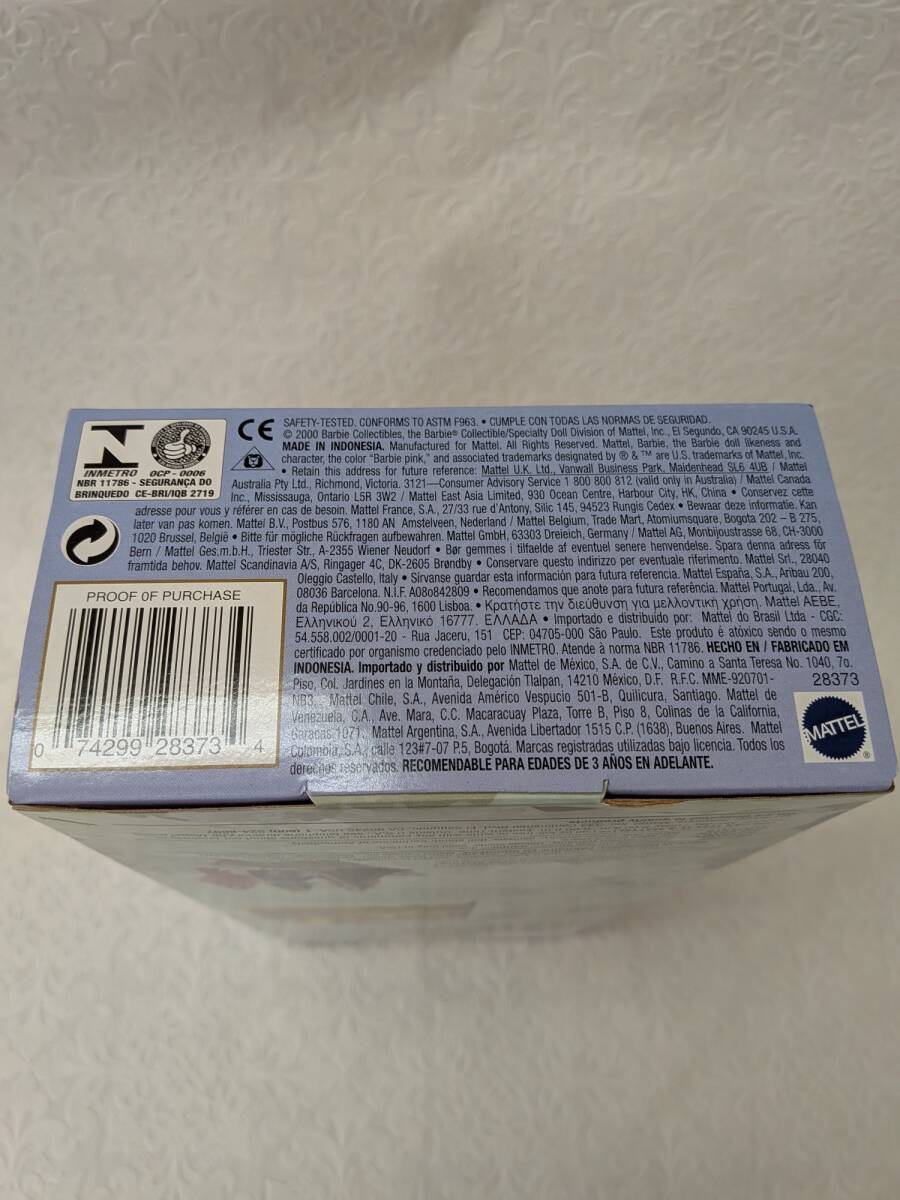 INMETRO
OCP - 0006
NBR 11786 - SEGURANÇA DO
BRINQUEDO CE-BRI/IQB 2719
CE SAFETY-TESTED. CONFORMS TO ASTM F963. • CUMPLE CON TODAS LAS NORMAS DE SEGURIDAD.
© 2000 Barbie Collectibles, the Barbie® Collectible/Specialty Doll Division of Mattel, Inc., El Segundo, CA 90245 U.S.A.
MADE IN INDONESIA. Manufactured for Mattel. All Rights Reserved. Mattel, Barbie, the Barbie doll likeness and
character, the color "Barbie pink," and associated trademarks designated by ® & ™ are U.S. trademarks of Mattel, Inc.
• Retain this address for future reference: Mattel U.K. Ltd., Vanwall Business Park, Maidenhead SL6 4UB / Mattel
Australia Pty Ltd., Richmond, Victoria. 3121—Consumer Advisory Service 1 800 800 812 (valid only in Australia) / Mattel Canada
Inc., Mississauga, Ontario L5R 3W2 / Mattel East Asia Limited, 930 Ocean Centre, Harbour City, HK, China • Conservez cette
adresse pour vous y référer en cas de besoin. Mattel France, S.A., 27/33 rue d'Antony, Silic 145, 94523 Rungis Cedex • Bewaar deze informatie. Kan
later van pas komen. Mattel B.V., Postbus 576, 1180 AN Amstelveen, Nederland / Mattel Belgium, Trade Mart, Atomiumsquare, Bogota 202 – B 275,
1020 Brussel, België • Bitte für mögliche Rückfragen aufbewahren. Mattel GmbH, 63303 Dreieich, Germany / Mattel AG, Monbijoustrasse 68, CH-3000
Bern / Mattel Ges.m.b.H., Triester Str., A-2355 Wiener Neudorf • Bør gemmes i tilfaelde af eventuel senere henvendelse. Spara denna adress för
framtida behov. Mattel Scandinavia A/S, Ringager 4C, DK-2605 Brøndby • Conservare questo indirizzo per eventuale riferimento. Mattel Srl., 28040
Oleggio Castello, Italy • Sírvanse guardar esta información para futura referencia. Mattel España, S.A., Aribau 200,
08036 Barcelona. N.I.F. A08o842809 • Recomendamos que anote para futura referência. Mattel Portugal, Lda., Av.
da República No.90-96, 1600 Lisboa. • Κρατήστε την διεύθυνση για μελλοντική χρήση. Mattel AEBE,
Ελληνικού 2, Ελληνικό 16777. ΕΛΛΑΔΑ • Importado e distribuido por: Mattel do Brasil Ltda - CGC:
54.558.002/0001-20 - Rua Jaceru, 151 CEP: 04705-000 São Paulo. Este produto é atóxico sendo o mesmo
certificado por organismo credenciado pelo INMETRO. Atende à norma NBR 11786. HECHO EN / FABRICADO EM
INDONESIA. Importado y distribuido por Mattel de México, S.A. de C.V., Camino a Santa Teresa No. 1040, 7o.
Piso, Col. Jardines en la Montaña, Delegación Tlalpan, 14210 México, D.F. R.F.C. MME-920701-
NB3. Mattel Chile, S.A., Avenida Américo Vespucio 501-B, Quilicura, Santiago. Mattel de
Venezuela, C.A., Ave. Mara, C.C. Macaracuay Plaza, Torre B, Piso 8, Colinas de la California,
Caracas 1071. Mattel Argentina, S.A., Avenida Libertador 1515 C.P. (1638), Buenos Aires. Mattel
Colombia, S.A., calle 123#7-07 P.5, Bogotá. Marcas registradas utilizadas bajo licencia. Todos los
derechos reservados. RECOMENDABLE PARA EDADES DE 3 AÑOS EN ADELANTE.
28373
MATTEL
®
PROOF OF PURCHASE
0 74299 28373 4